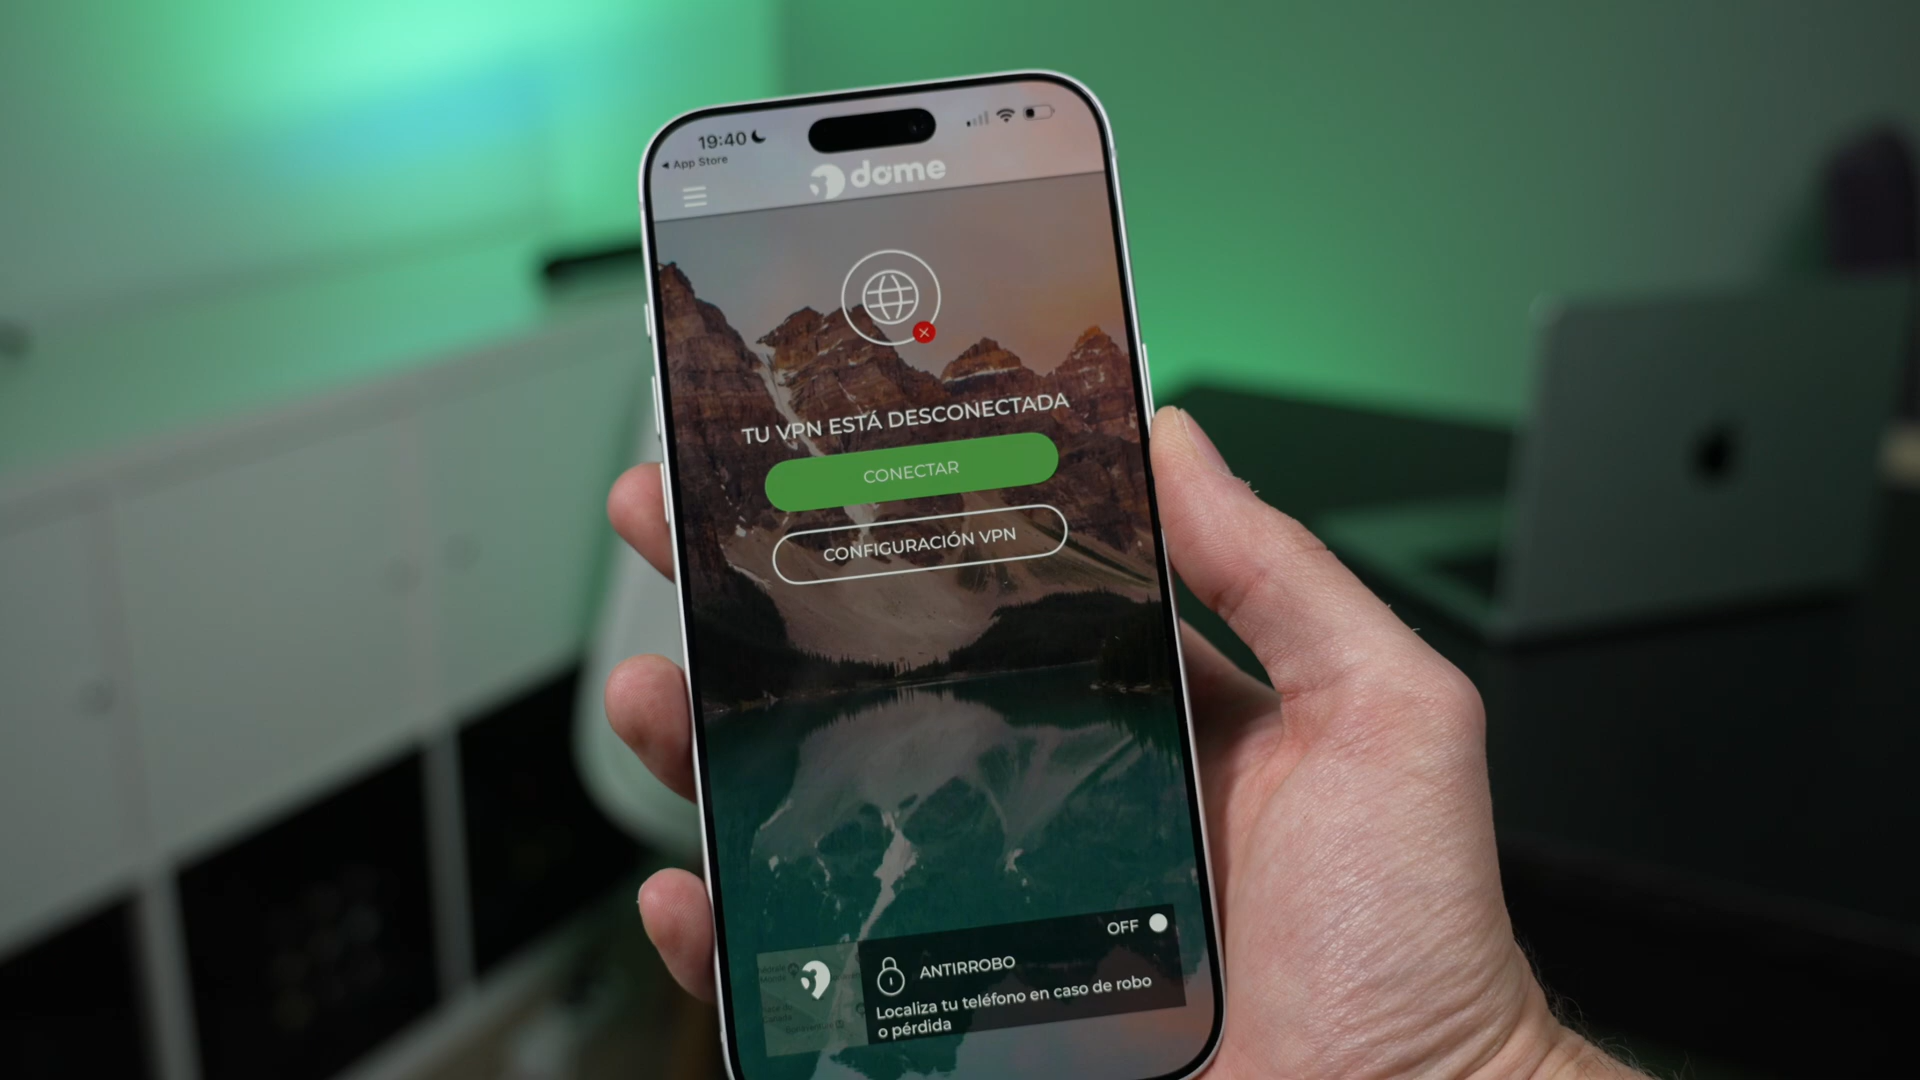 19:40
◂ App Store
dome
TU VPN ESTÁ DESCONECTADA
CONECTAR
CONFIGURACIÓN VPN
OFF
ANTIRROBO
Localiza tu teléfono en caso de robo
o pérdida